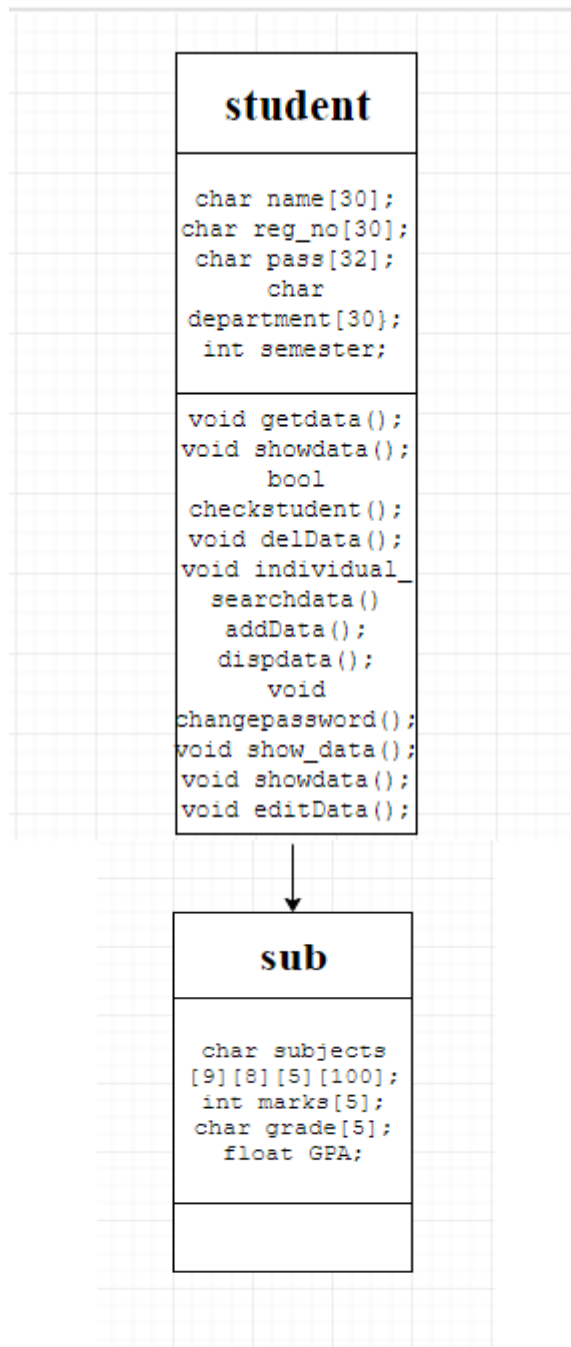 student
char name[30];
char reg_no[30];
char pass[32];
char
department[30};
int semester;
void getdata();
void showdata();
bool
checkstudent();
void delData();
void individual_
searchdata()
addData();
dispdata();
void
changepassword();
void show_data();
void showdata();
void editData();
sub
char subjects
[9][8][5][100];
int marks[5];
char grade[5];
float GPA;